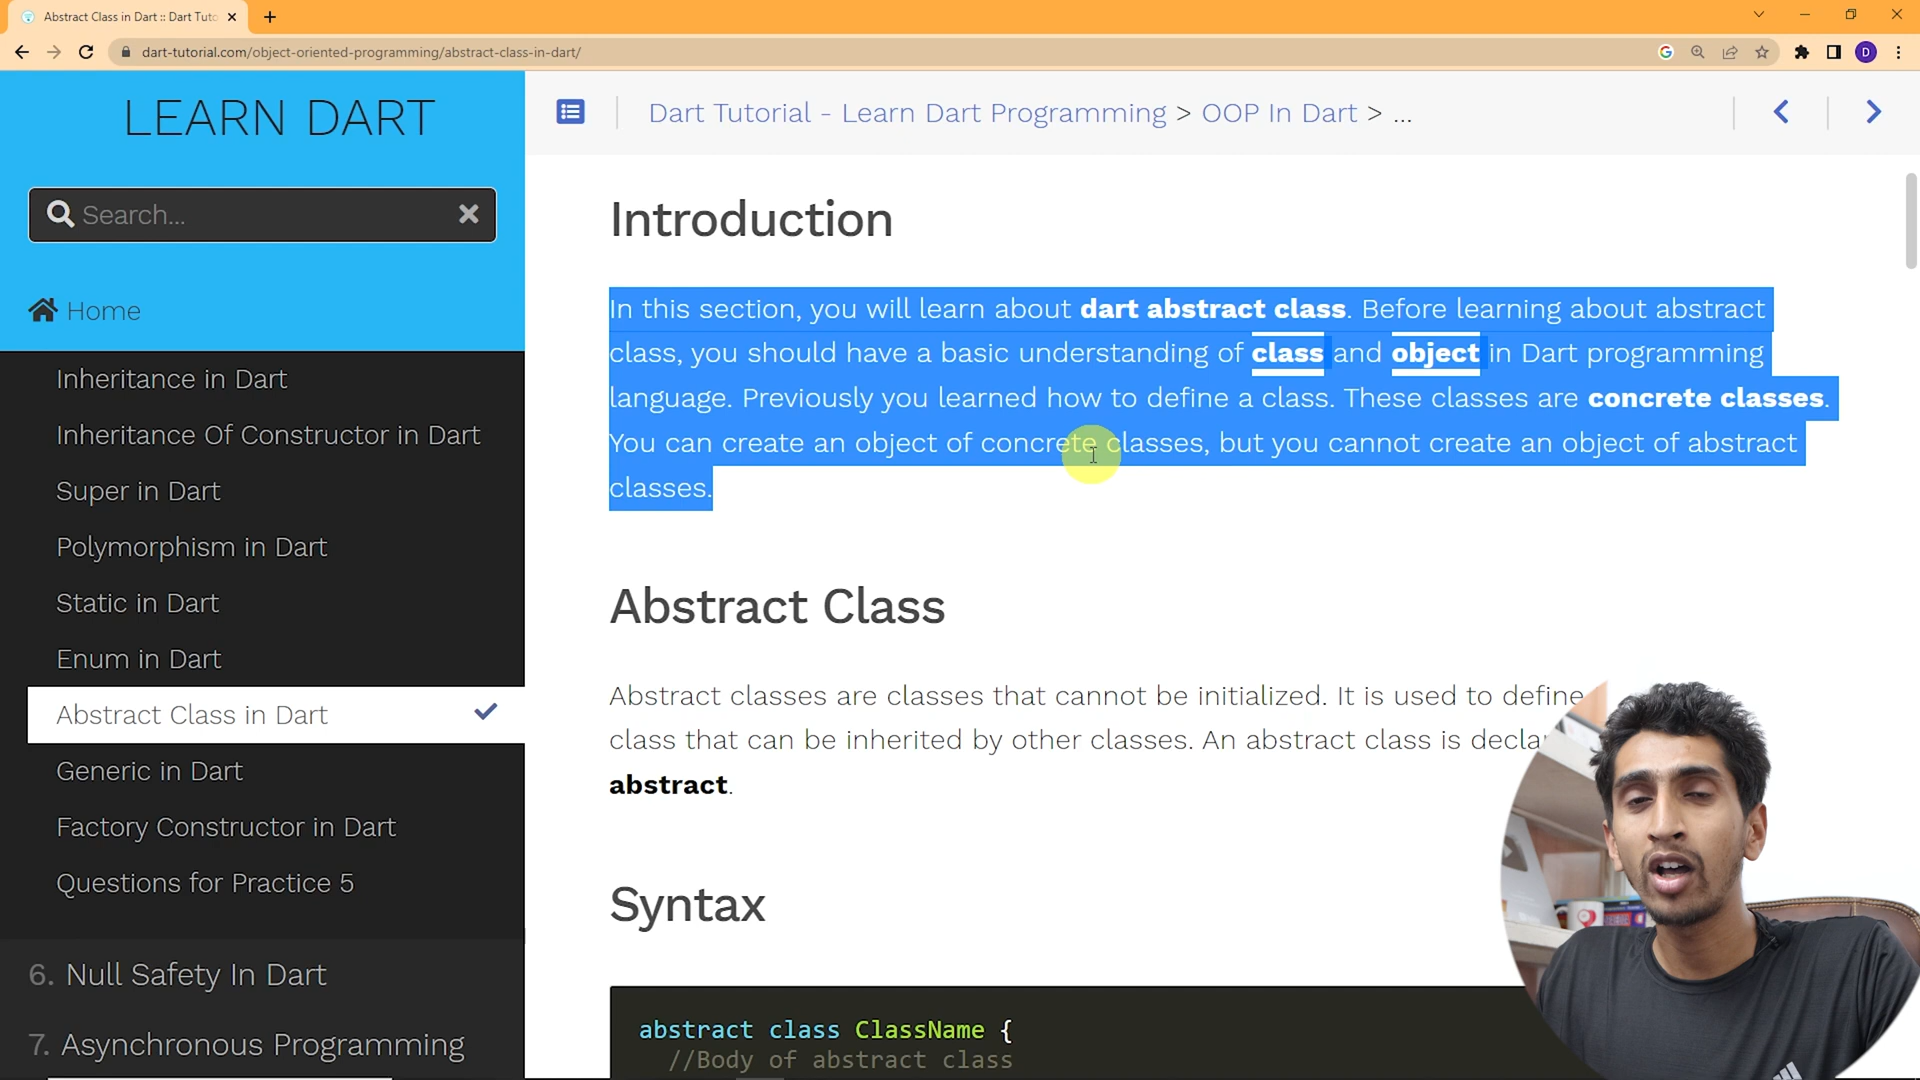 Abstract Class in Dart :: Dart Tuto
dart-tutorial.com/object-oriented-programming/abstract-class-in-dart/
D
LEARN DART
Search...
Home
Inheritance in Dart
Inheritance Of Constructor in Dart
Super in Dart
Polymorphism in Dart
Static in Dart
Enum in Dart
Abstract Class in Dart
Generic in Dart
Factory Constructor in Dart
Questions for Practice 5
6. Null Safety In Dart
7. Asynchronous Programming
Dart Tutorial - Learn Dart Programming > OOP In Dart > ...
Introduction
In this section, you will learn about dart abstract class. Before learning about abstract
class, you should have a basic understanding of class and object in Dart programming
language. Previously you learned how to define a class. These classes are concrete classes.
You can create an object of concrete classes, but you cannot create an object of abstract
classes.
Abstract Class
Abstract classes are classes that cannot be initialized. It is used to define
class that can be inherited by other classes. An abstract class is decla
abstract.
Syntax
abstract class ClassName {
//Body of abstract class